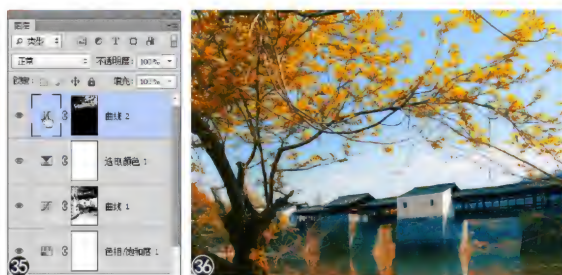 图层
ρ 类型
T
正常
不透明度: 100%
锁定:
填充: 100%
曲线 2
选取颜色 1
曲线 1
色相/饱和度 1
35
36